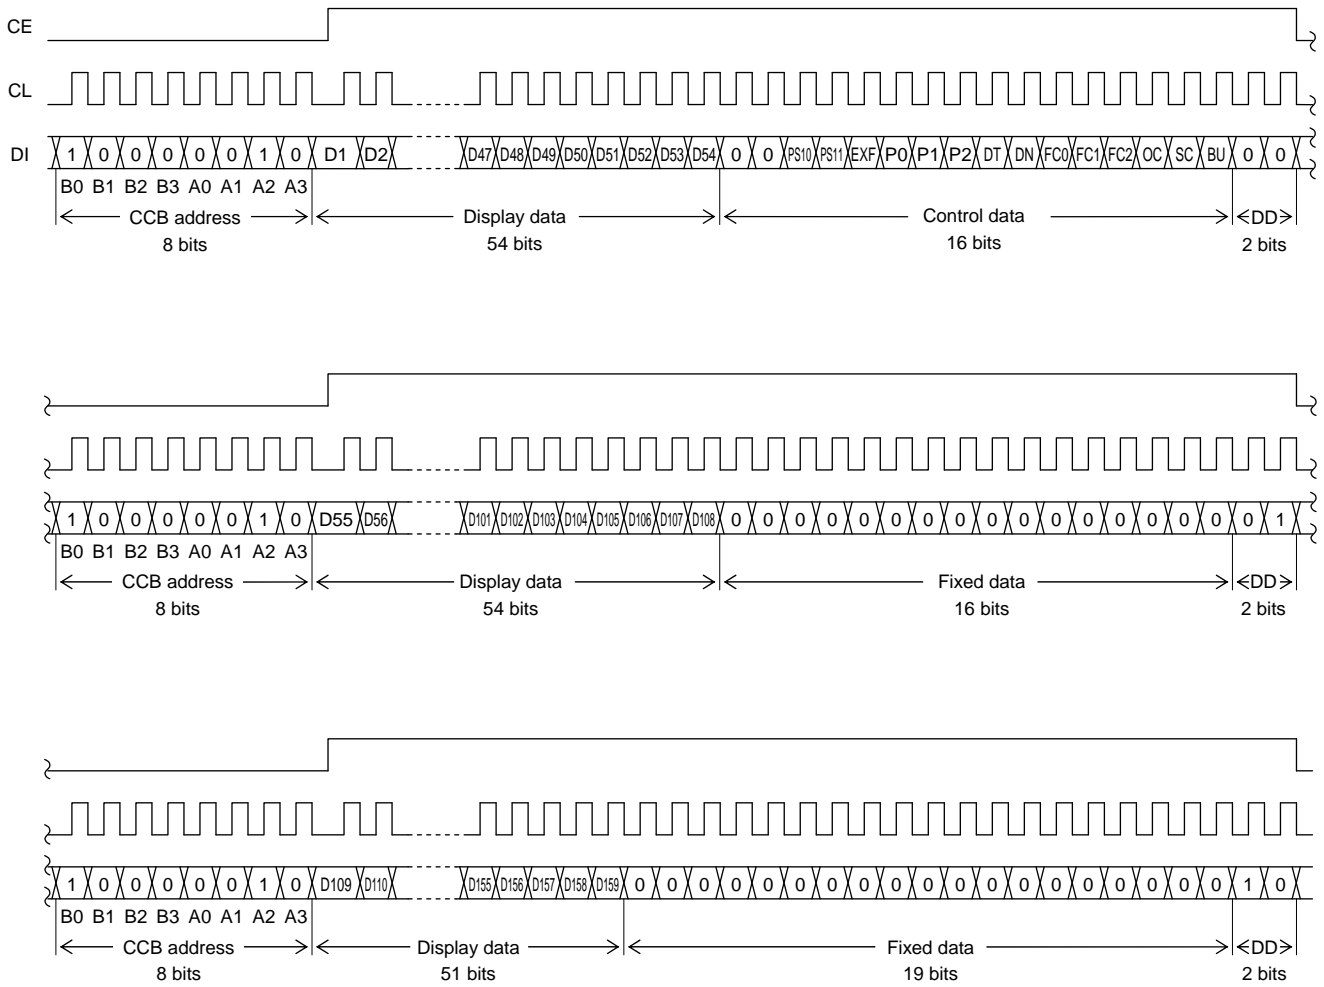 CE
CL
DI 1 0 0 0 0 0 1 0 D1 D2 D47 D48 D49 D50 D51 D52 D53 D54 0 0 PS10 PS11 EXF P0 P1 P2 DT DN FC0 FC1 FC2 OC SC BU 0 0
B0 B1 B2 B3 A0 A1 A2 A3
CCB address Display data Control data DD
8 bits 54 bits 16 bits 2 bits
1 0 0 0 0 0 1 0 D55 D56 D101 D102 D103 D104 D105 D106 D107 D108 0 0 0 0 0 0 0 0 0 0 0 0 0 0 0 0 0 1
B0 B1 B2 B3 A0 A1 A2 A3
CCB address Display data Fixed data DD
8 bits 54 bits 16 bits 2 bits
1 0 0 0 0 0 1 0 D109 D110 D155 D156 D157 D158 D159 0 0 0 0 0 0 0 0 0 0 0 0 0 0 0 0 0 0 0 1 0
B0 B1 B2 B3 A0 A1 A2 A3
CCB address Display data Fixed data DD
8 bits 51 bits 19 bits 2 bits